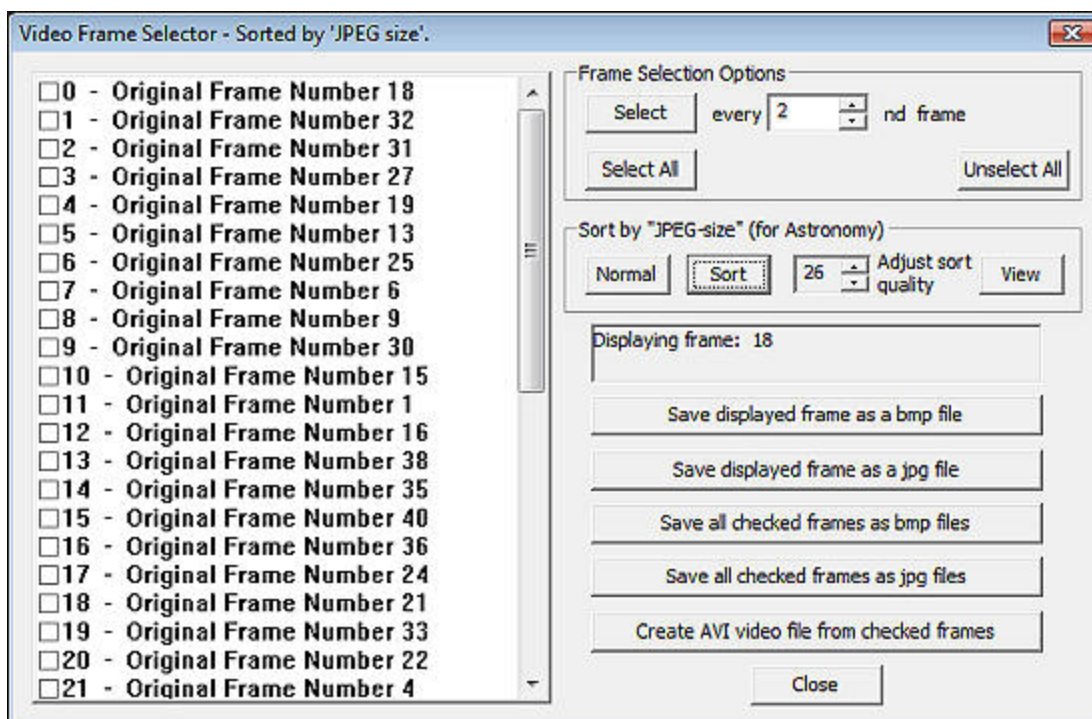 Video Frame Selector - Sorted by 'JPEG size'.
0 - Original Frame Number 18
1 - Original Frame Number 32
2 - Original Frame Number 31
3 - Original Frame Number 27
4 - Original Frame Number 19
5 - Original Frame Number 13
6 - Original Frame Number 25
7 - Original Frame Number 6
8 - Original Frame Number 9
9 - Original Frame Number 30
10 - Original Frame Number 15
11 - Original Frame Number 1
12 - Original Frame Number 16
13 - Original Frame Number 38
14 - Original Frame Number 35
15 - Original Frame Number 40
16 - Original Frame Number 36
17 - Original Frame Number 24
18 - Original Frame Number 21
19 - Original Frame Number 33
20 - Original Frame Number 22
21 - Original Frame Number 4
Frame Selection Options
Select every 2 nd frame
Select All Unselect All
Sort by "JPEG-size" (for Astronomy)
Normal Sort 26 Adjust sort quality View
Displaying frame: 18
Save displayed frame as a bmp file
Save displayed frame as a jpg file
Save all checked frames as bmp files
Save all checked frames as jpg files
Create AVI video file from checked frames
Close